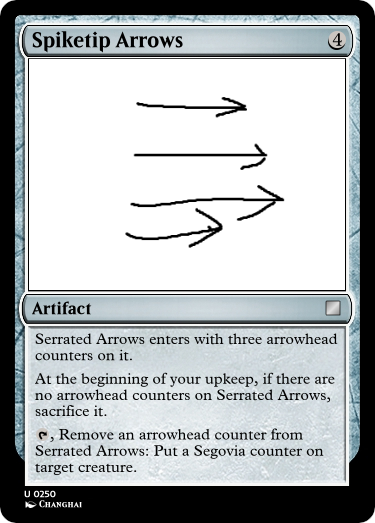 Spiketip Arrows 4
Artifact
Serrated Arrows enters with three arrowhead
counters on it.
At the beginning of your upkeep, if there are
no arrowhead counters on Serrated Arrows,
sacrifice it.
, Remove an arrowhead counter from
Serrated Arrows: Put a Segovia counter on
target creature.
U 0250
Changhai